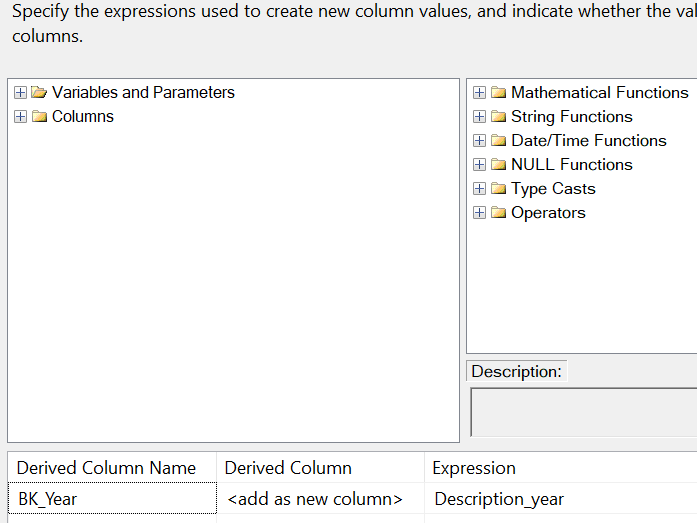 Specify the expressions used to create new column values, and indicate whether the val
columns.
Variables and Parameters
Columns
Mathematical Functions
String Functions
Date/Time Functions
NULL Functions
Type Casts
Operators
Description:
Derived Column Name Derived Column Expression
BK_Year <add as new column> Description_year